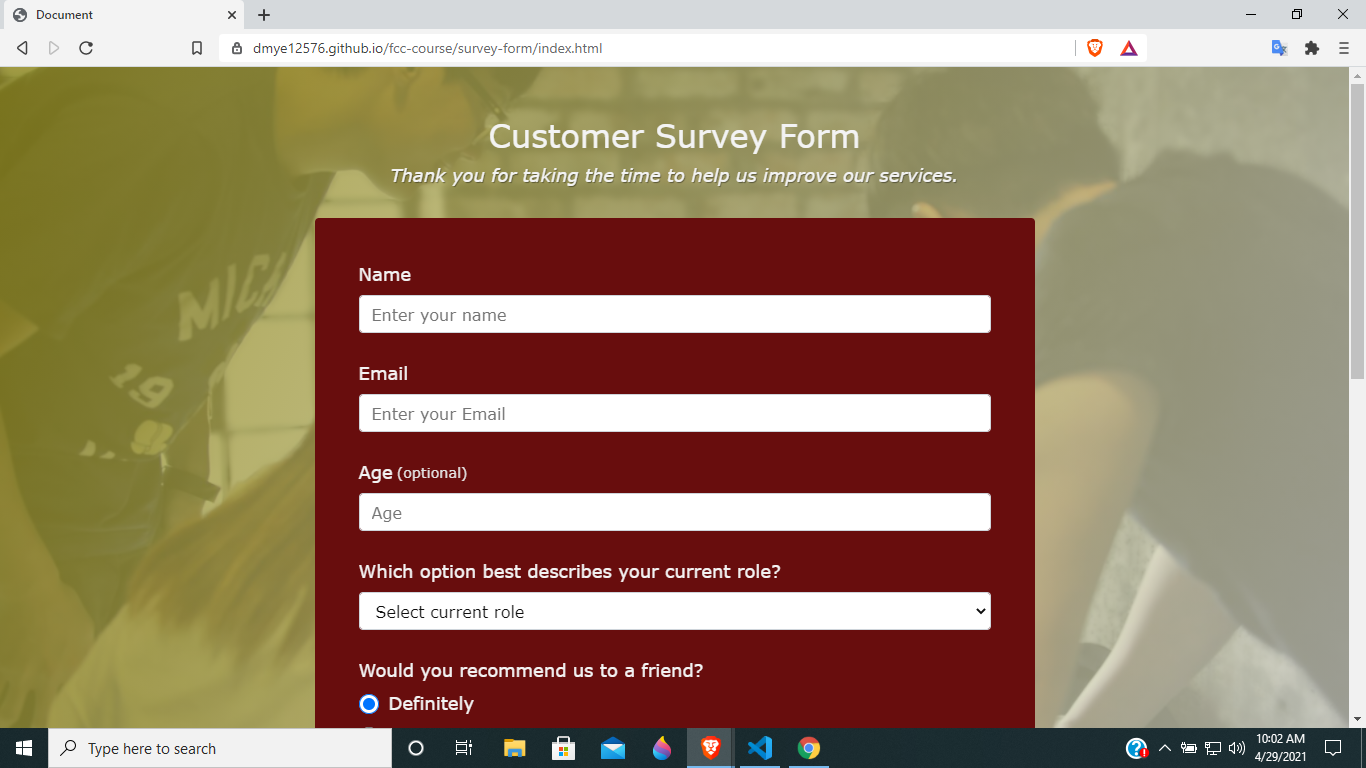 Document
dmye12576.github.io/fcc-course/survey-form/index.html
Customer Survey Form
Thank you for taking the time to help us improve our services.
MICH
19
Name
Enter your name
Email
Enter your Email
Age (optional)
Age
Which option best describes your current role?
Select current role
Would you recommend us to a friend?
Definitely
Type here to search
10:02 AM
4/29/2021